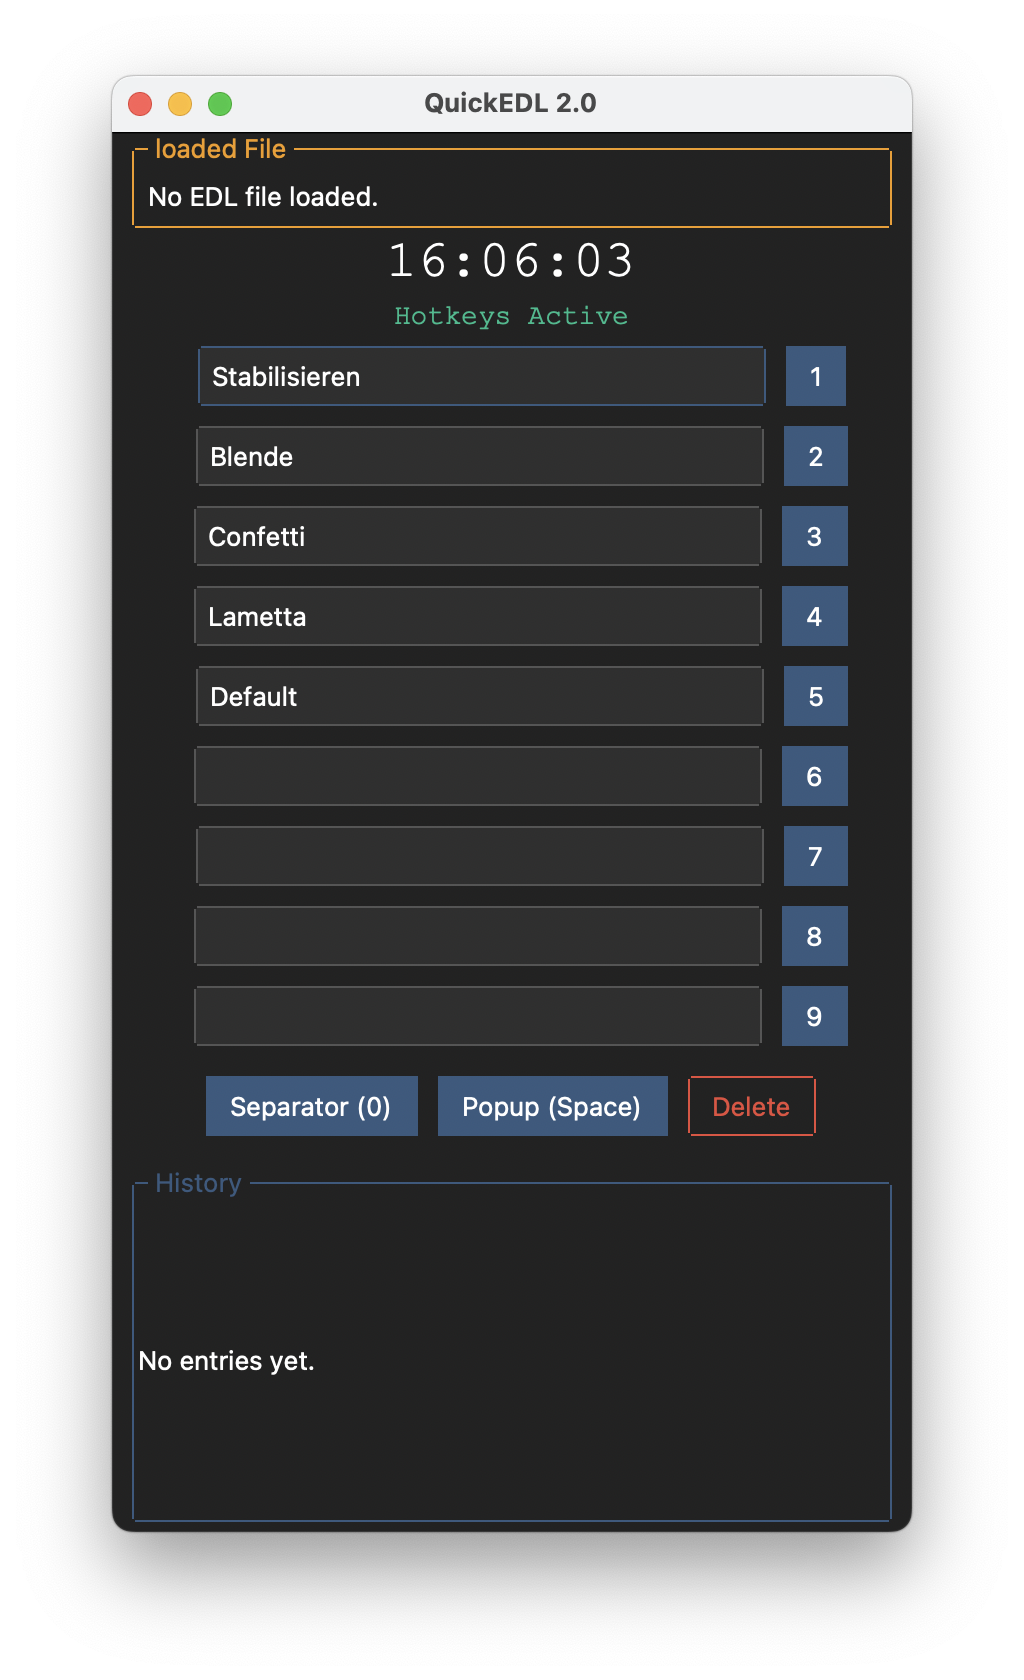 QuickEDL 2.0
loaded File
No EDL file loaded.
16:06:03
Hotkeys Active
Stabilisieren 1
Blende 2
Confetti 3
Lametta 4
Default 5
6
7
8
9
Separator (0) Popup (Space) Delete
History
No entries yet.